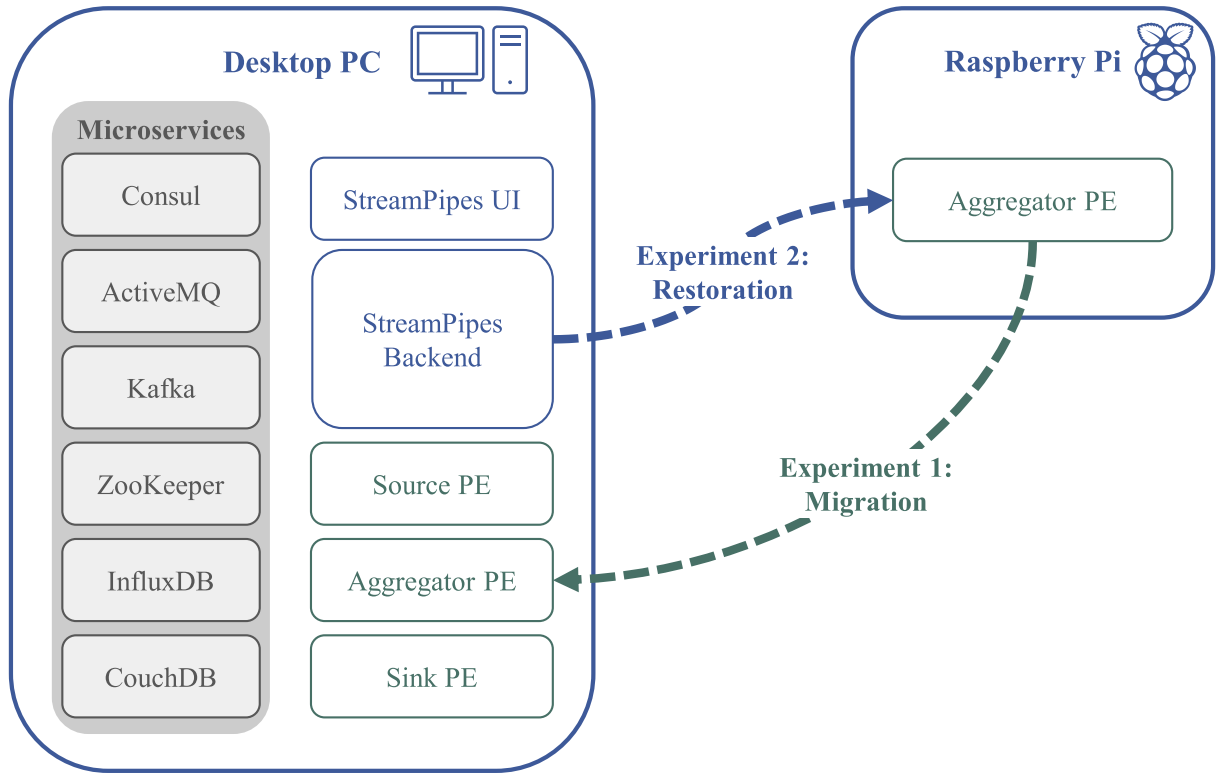 Desktop PC
Microservices
Consul
ActiveMQ
Kafka
ZooKeeper
InfluxDB
CouchDB
StreamPipes UI
StreamPipes
Backend
Source PE
Aggregator PE
Sink PE
Experiment 2:
Restoration
Experiment 1:
Migration
Raspberry Pi
Aggregator PE